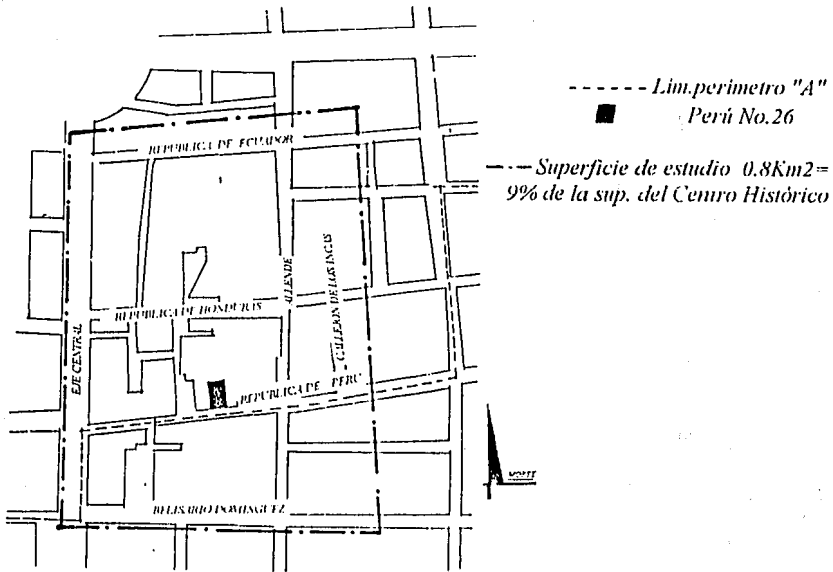 ----- Lim.perimetro "A"
Perú No.26
Superficie de estudio 0.8Km2=
9% de la sup. del Centro Histórico
REPUBLICA DE ECUADOR
ALLENDE
CALLEJON DE LOS INCAS
REPUBLICA DE HONDURAS
EJE CENTRAL
REPUBLICA DE PERU
NORTE
BELISARIO DOMINGUEZ